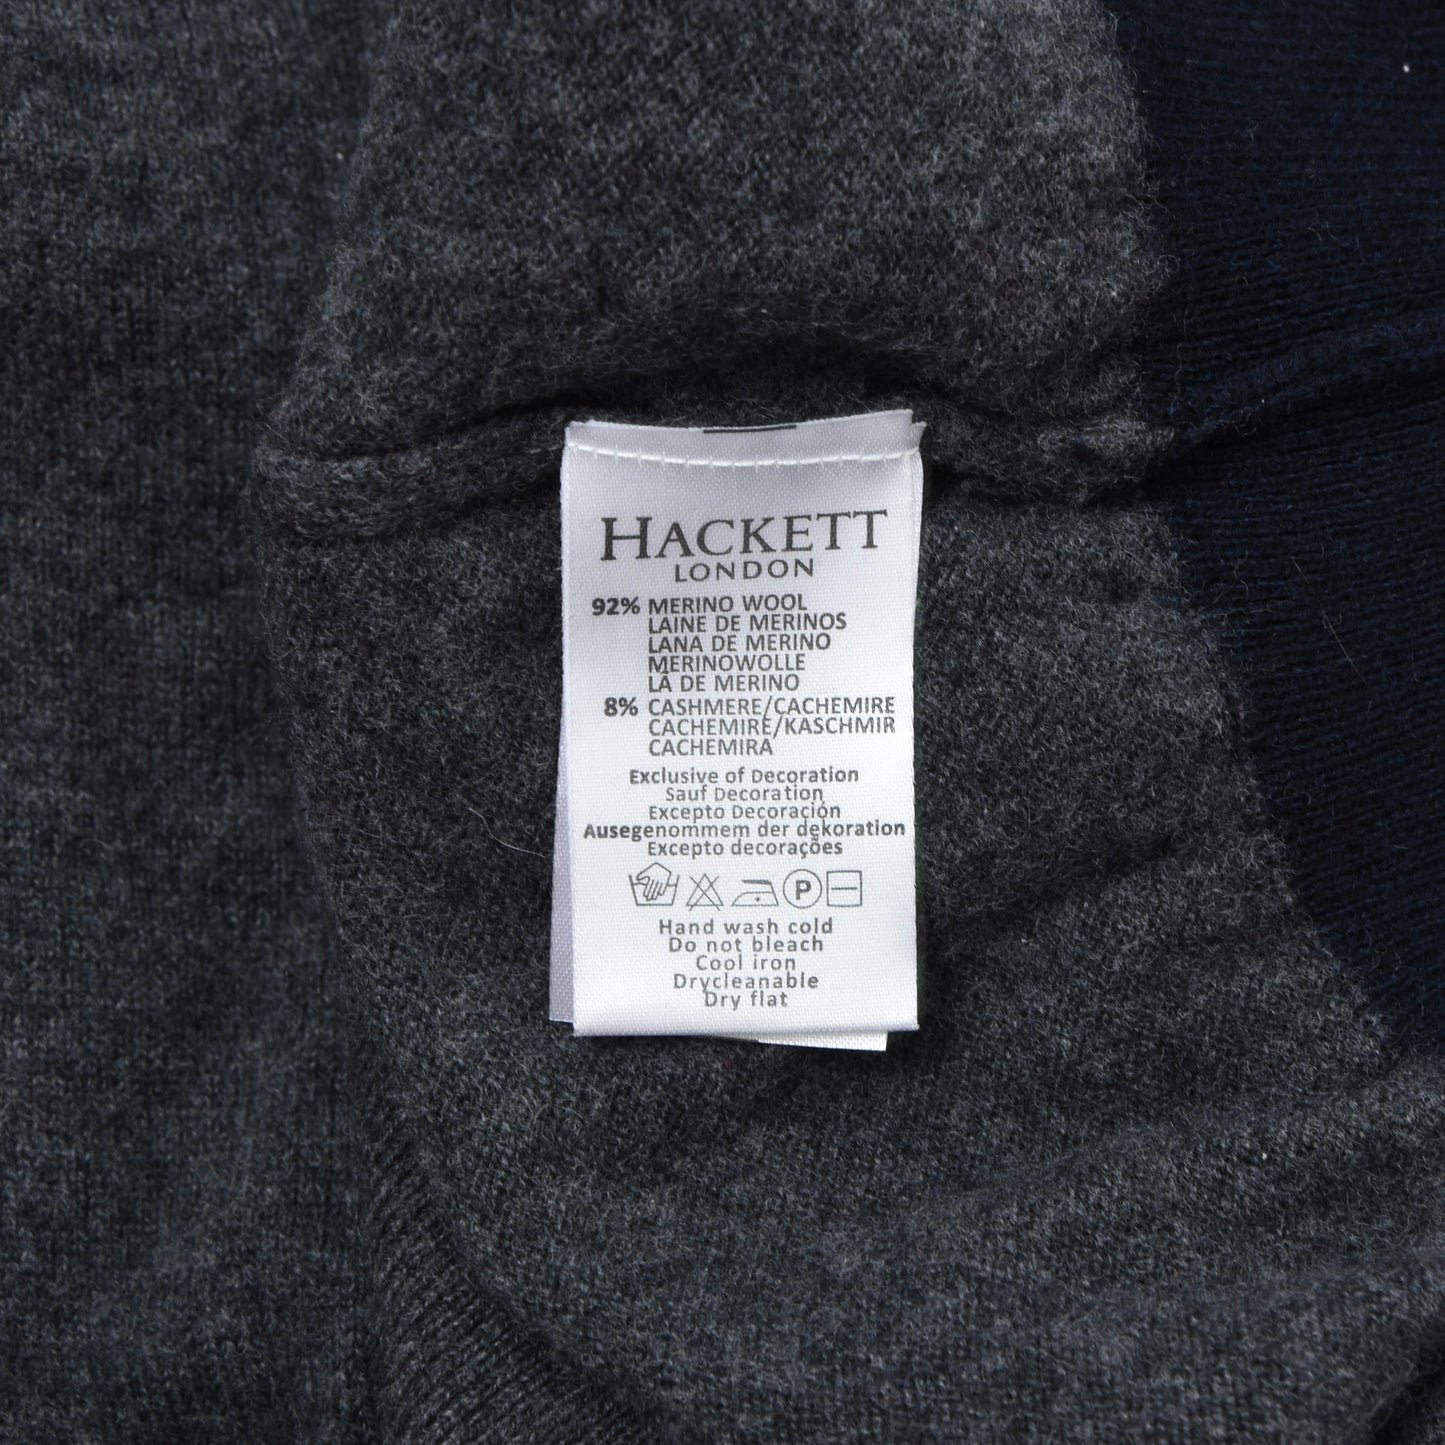 HACKETT
LONDON
92% MERINO WOOL
LAINE DE MERINOS
LANA DE MERINO
MERINOWOLLE
LÃ DE MERINO
8% CASHMERE/CACHEMIRE
CACHEMIRE/KASCHMIR
CACHEMIRA
Exclusive of Decoration
Sauf Decoration
Excepto Decoración
Ausegenommem der dekoration
Excepto decorações
P
Hand wash cold
Do not bleach
Cool iron
Drycleanable
Dry flat